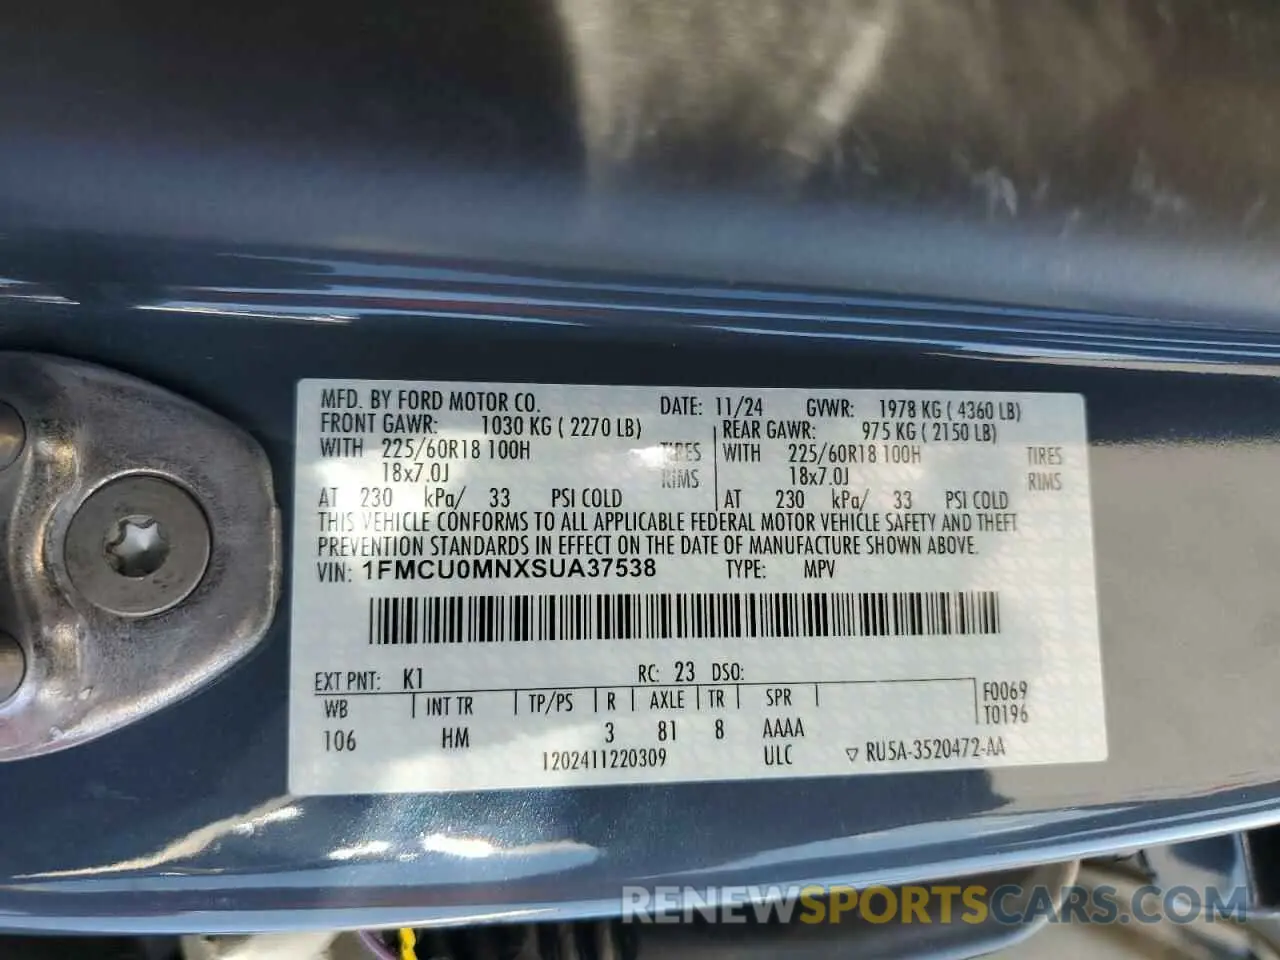 MFD. BY FORD MOTOR CO. DATE: 11/24 GVWR: 1978 KG ( 4360 LB)
FRONT GAWR: 1030 KG ( 2270 LB) REAR GAWR: 975 KG ( 2150 LB)
WITH 225/60R18 100H TIRES WITH 225/60R18 100H TIRES
18x7.0J RIMS 18x7.0J RIMS
AT 230 kPa/ 33 PSI COLD AT 230 kPa/ 33 PSI COLD
THIS VEHICLE CONFORMS TO ALL APPLICABLE FEDERAL MOTOR VEHICLE SAFETY AND THEFT
PREVENTION STANDARDS IN EFFECT ON THE DATE OF MANUFACTURE SHOWN ABOVE.
VIN: 1FMCU0MNXSUA37538 TYPE: MPV
EXT PNT: K1 RC: 23 DSO:
WB INT TR TP/PS R AXLE TR SPR F0069
T0196
106 HM 3 81 8 AAAA
1202411220309 ULC RU5A-3520472-AA
RENEWSPORTSCARS.COM